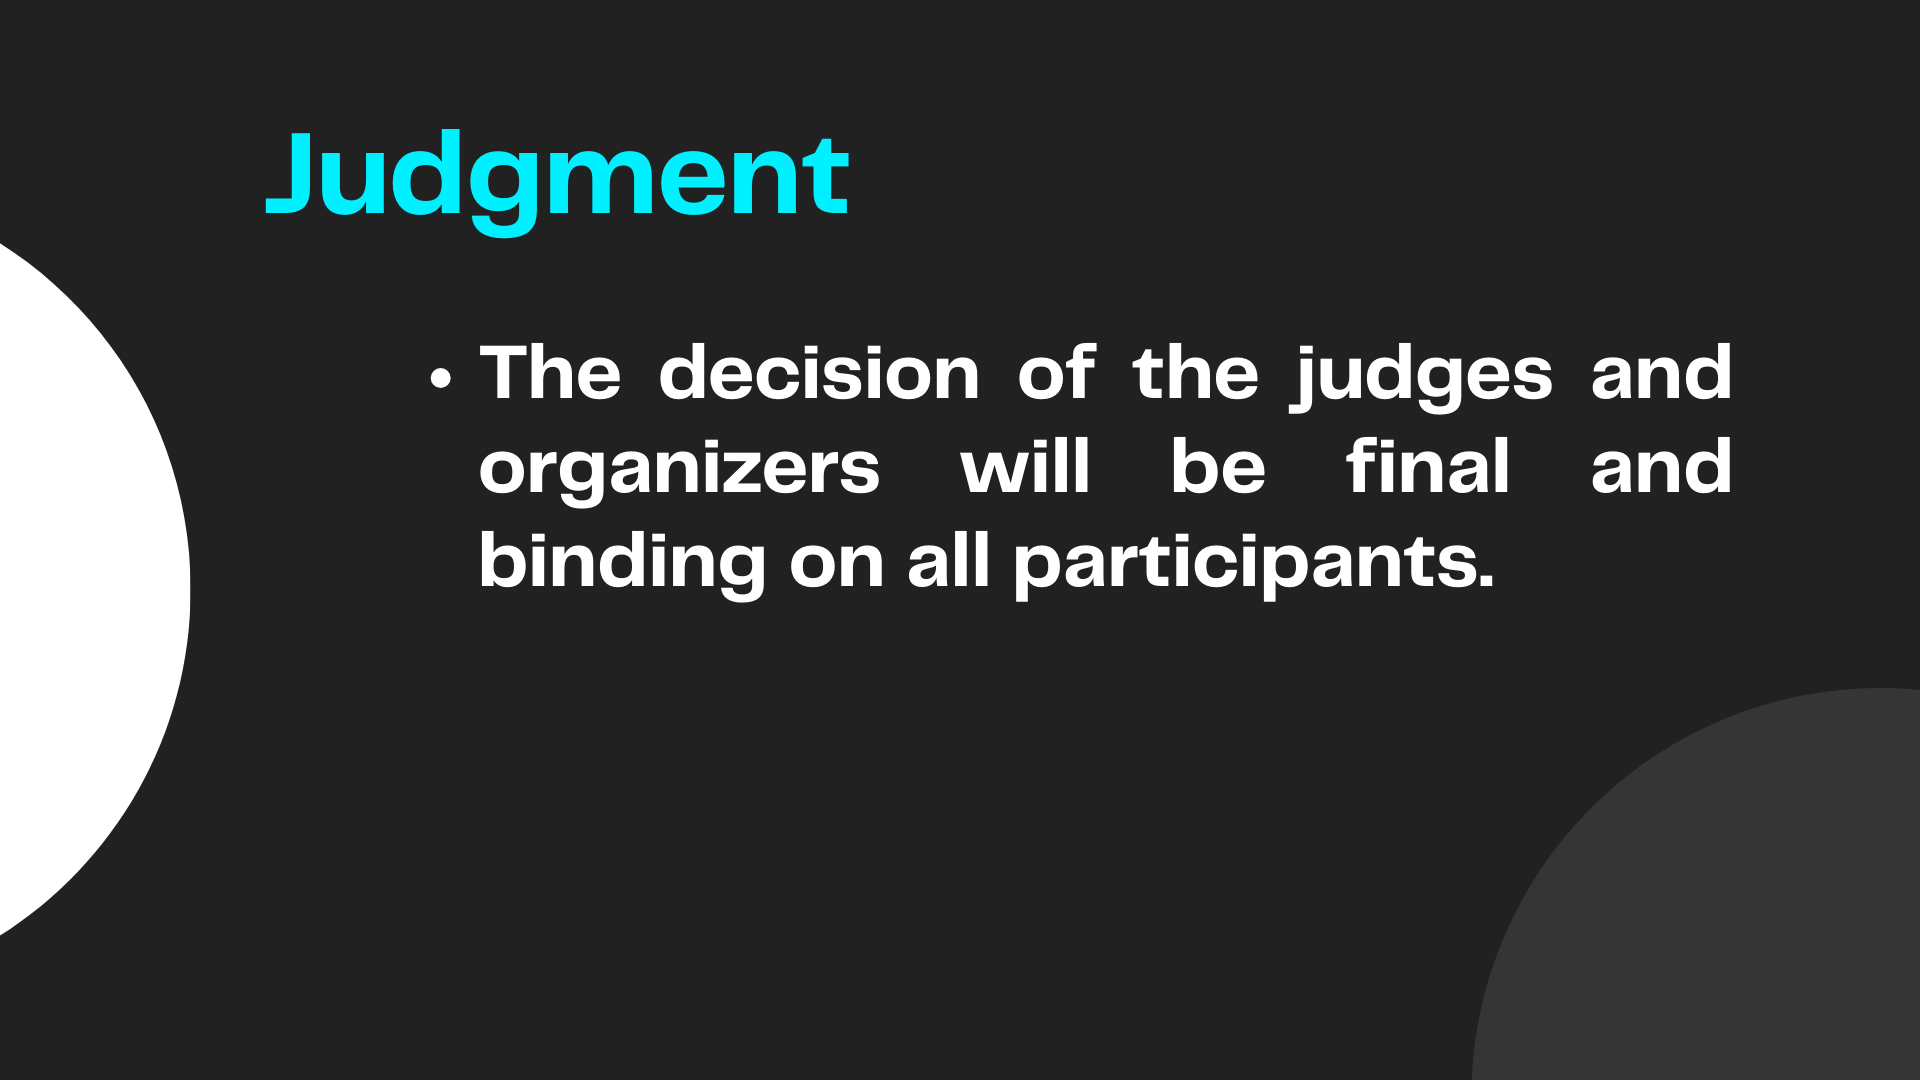 Judgment
• The decision of the judges and
organizers will be final and
binding on all participants.